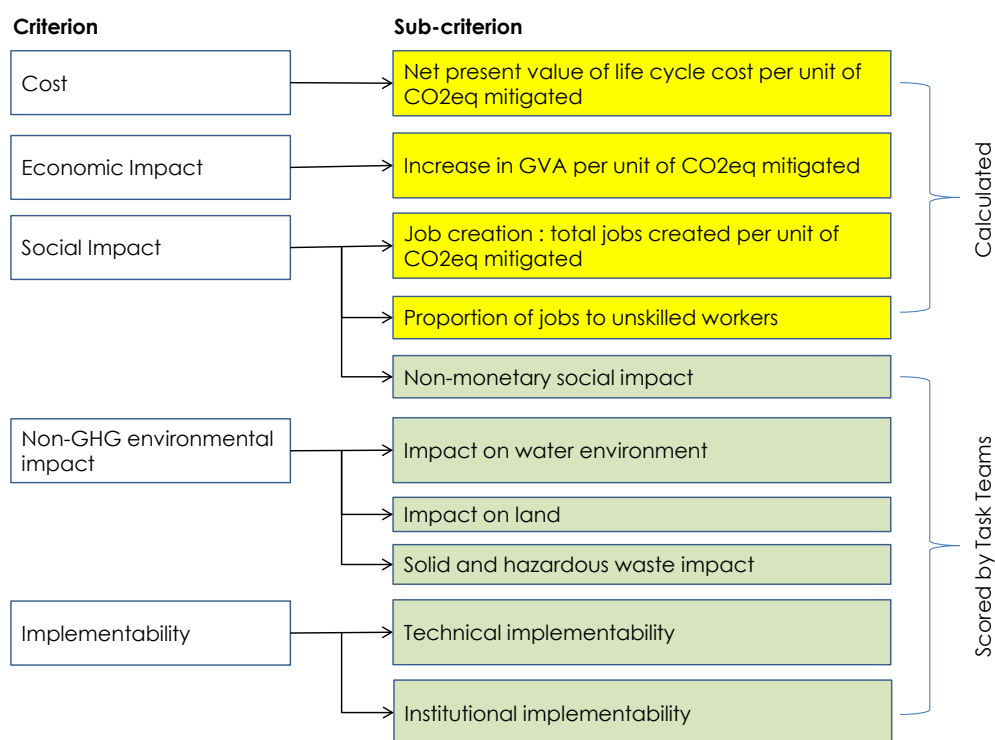 Criterion
Sub-criterion
Cost
Net present value of life cycle cost per unit of
CO2eq mitigated
Economic Impact
Increase in GVA per unit of CO2eq mitigated
Social Impact
Job creation : total jobs created per unit of
CO2eq mitigated
Proportion of jobs to unskilled workers
Non-monetary social impact
Calculated
Non-GHG environmental
impact
Impact on water environment
Impact on land
Solid and hazardous waste impact
Implementability
Technical implementability
Institutional implementability
Scored by Task Teams